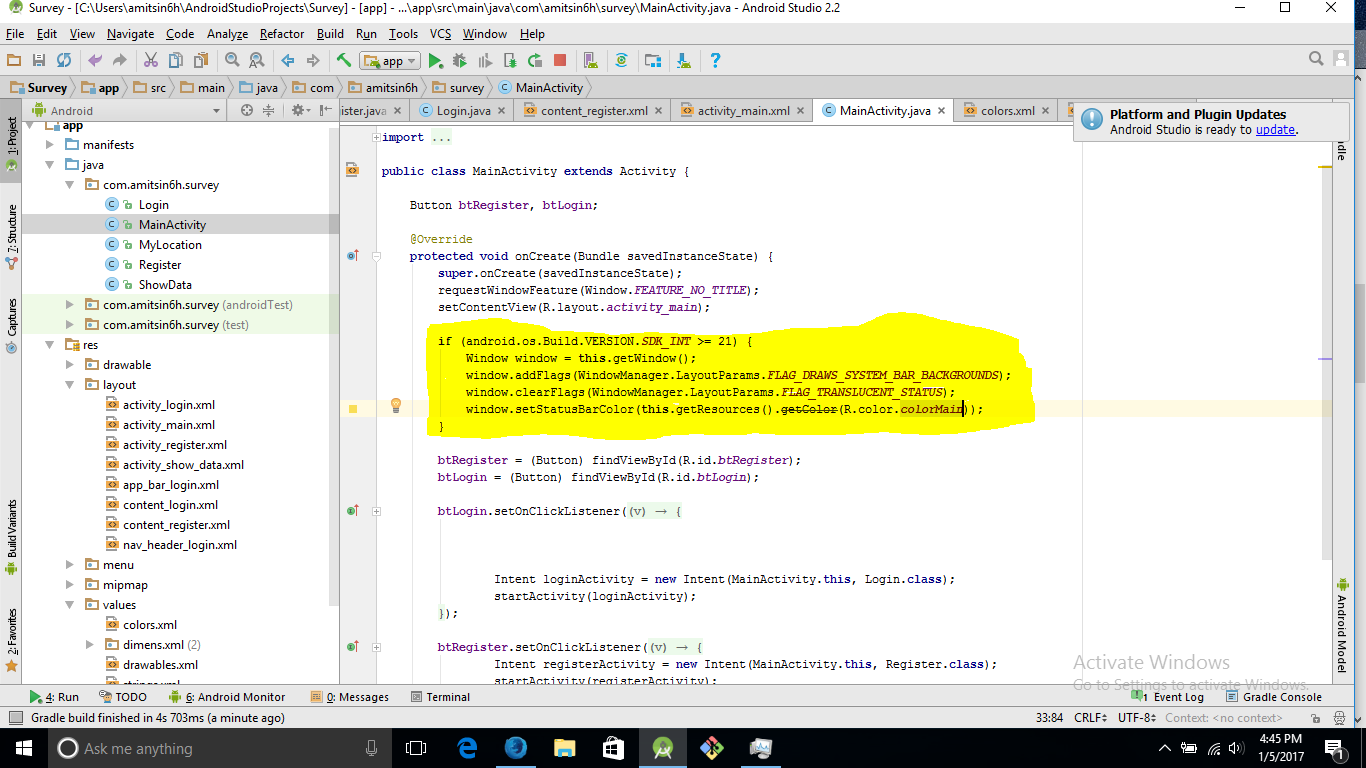 Survey - [C:\Users\amitsin6h\AndroidStudioProjects\Survey] - [app] - ...\app\src\main\java\com\amitsin6h\survey\MainActivity.java - Android Studio 2.2
File Edit View Navigate Code Analyze Refactor Build Run Tools VCS Window Help
app
Survey app src main java com amitsin6h survey MainActivity
Android
ister.java Login.java content_register.xml activity_main.xml MainActivity.java colors.xml
Platform and Plugin Updates
Android Studio is ready to update.
1: Project
7: Structure
Captures
Build Variants
2: Favorites
app
manifests
java
com.amitsin6h.survey
Login
MainActivity
MyLocation
Register
ShowData
com.amitsin6h.survey (androidTest)
com.amitsin6h.survey (test)
res
drawable
layout
activity_login.xml
activity_main.xml
activity_register.xml
activity_show_data.xml
app_bar_login.xml
content_login.xml
content_register.xml
nav_header_login.xml
menu
mipmap
values
colors.xml
dimens.xml (2)
drawables.xml
import ...
public class MainActivity extends Activity {
Button btRegister, btLogin;
@Override
protected void onCreate(Bundle savedInstanceState) {
super.onCreate(savedInstanceState);
requestWindowFeature(Window.FEATURE_NO_TITLE);
setContentView(R.layout.activity_main);
if (android.os.Build.VERSION.SDK_INT >= 21) {
Window window = this.getWindow();
window.addFlags(WindowManager.LayoutParams.FLAG_DRAWS_SYSTEM_BAR_BACKGROUNDS);
window.clearFlags(WindowManager.LayoutParams.FLAG_TRANSLUCENT_STATUS);
window.setStatusBarColor(this.getResources().getColor(R.color.colorMain));
}
btRegister = (Button) findViewById(R.id.btRegister);
btLogin = (Button) findViewById(R.id.btLogin);
btLogin.setOnClickListener((v) → {
Intent loginActivity = new Intent(MainActivity.this, Login.class);
startActivity(loginActivity);
});
btRegister.setOnClickListener((v) → {
Intent registerActivity = new Intent(MainActivity.this, Register.class);
startActivity(registerActivity);
dle
Android Model
Activate Windows
Go to Settings to activate Windows.
4: Run TODO 6: Android Monitor 0: Messages Terminal 1 Event Log Gradle Console
Gradle build finished in 4s 703ms (a minute ago) 33:84 CRLF UTF-8 Context: <no context>
Ask me anything
4:45 PM
1/5/2017
1